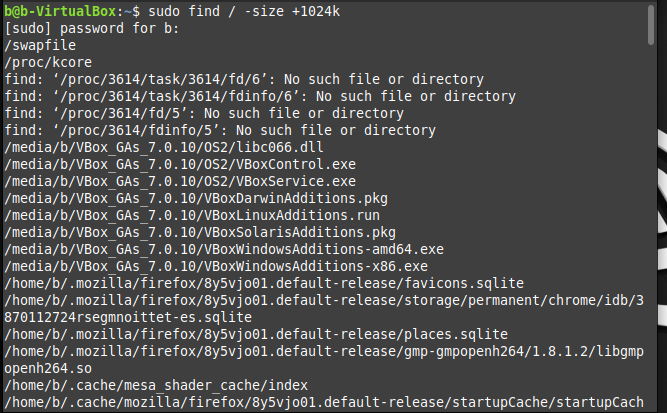 b@b-VirtualBox:~$ sudo find / -size +1024k
[sudo] password for b:
/swapfile
/proc/kcore
find: ‘/proc/3614/task/3614/fd/6’: No such file or directory
find: ‘/proc/3614/task/3614/fdinfo/6’: No such file or directory
find: ‘/proc/3614/fd/5’: No such file or directory
find: ‘/proc/3614/fdinfo/5’: No such file or directory
/media/b/VBox_GAs_7.0.10/OS2/libc066.dll
/media/b/VBox_GAs_7.0.10/OS2/VBoxControl.exe
/media/b/VBox_GAs_7.0.10/OS2/VBoxService.exe
/media/b/VBox_GAs_7.0.10/VBoxDarwinAdditions.pkg
/media/b/VBox_GAs_7.0.10/VBoxLinuxAdditions.run
/media/b/VBox_GAs_7.0.10/VBoxSolarisAdditions.pkg
/media/b/VBox_GAs_7.0.10/VBoxWindowsAdditions-amd64.exe
/media/b/VBox_GAs_7.0.10/VBoxWindowsAdditions-x86.exe
/home/b/.mozilla/firefox/8y5vjo01.default-release/favicons.sqlite
/home/b/.mozilla/firefox/8y5vjo01.default-release/storage/permanent/chrome/idb/3
870112724rsegmnoittet-es.sqlite
/home/b/.mozilla/firefox/8y5vjo01.default-release/places.sqlite
/home/b/.mozilla/firefox/8y5vjo01.default-release/gmp-gmpopenh264/1.8.1.2/libgmp
openh264.so
/home/b/.cache/mesa_shader_cache/index
/home/b/.cache/mozilla/firefox/8y5vjo01.default-release/startupCache/startupCach